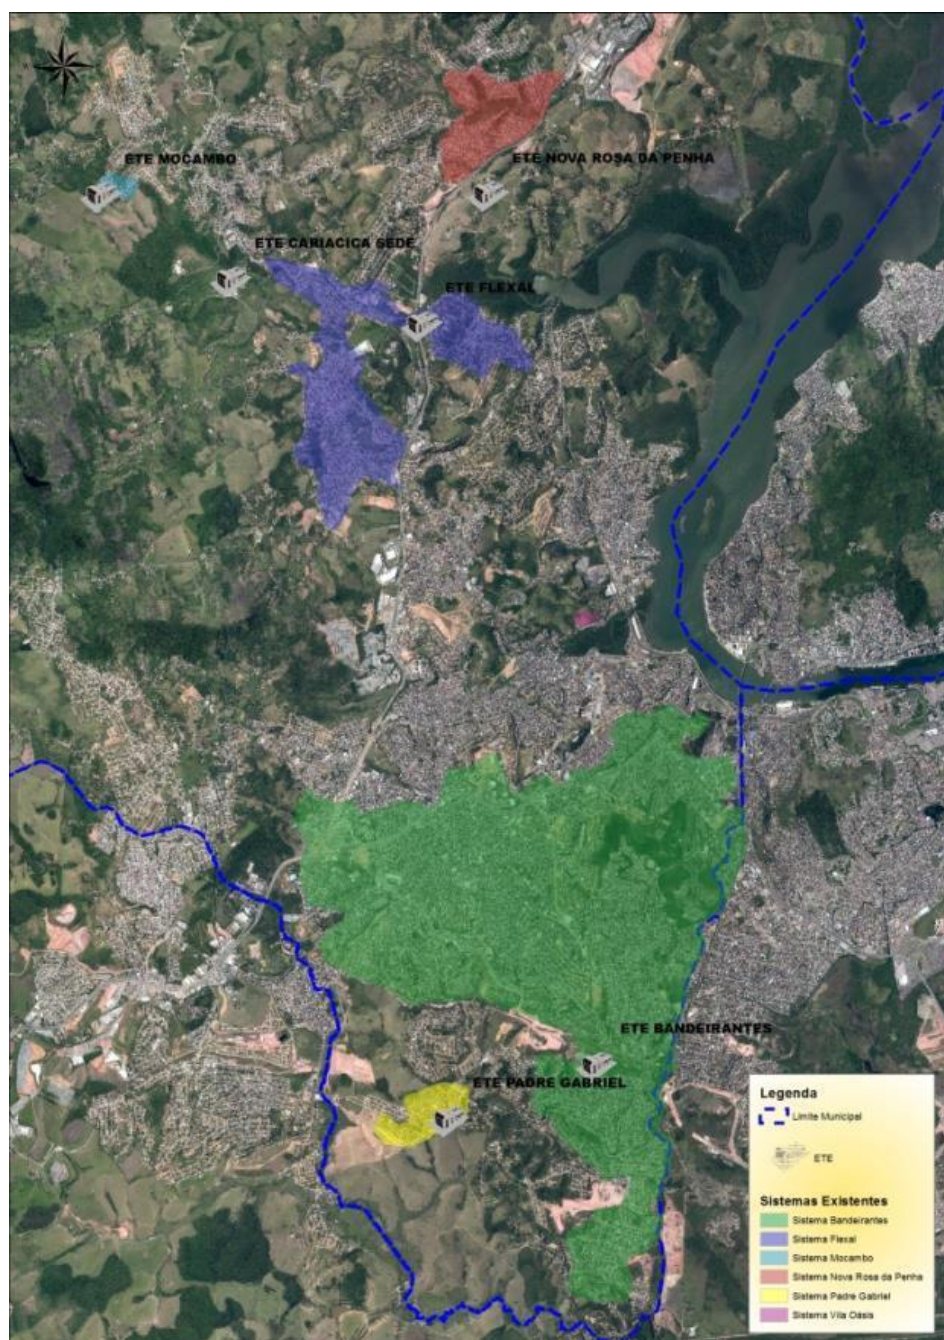 ETE MOCAMBO
ETE NOVA ROSA DA PENHA
ETE CARIACICA SEDE
ETE FLEXAL
ETE BANDEIRANTES
ETE PADRE GABRIEL
Legenda
Limite Municipal
ETE
Sistemas Existentes
Sistema Bandeirantes
Sistema Flexal
Sistema Mocambo
Sistema Nova Rosa da Penha
Sistema Padre Gabriel
Sistema Vila Oásis